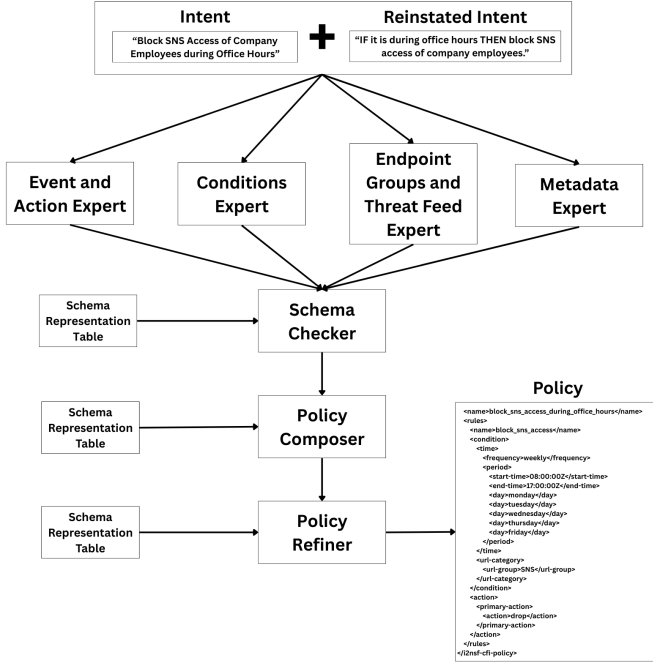 Intent
“Block SNS Access of Company
Employees during Office Hours”
+
Reinstated Intent
“IF it is during office hours THEN block SNS
access of company employees.”
Event and
Action Expert
Conditions
Expert
Endpoint
Groups and
Threat Feed
Expert
Metadata
Expert
Schema
Representation
Table
Schema
Checker
Schema
Representation
Table
Policy
Composer
Schema
Representation
Table
Policy
Refiner
Policy
<name>block_sns_access_during_office_hours</name>
<rules>
<name>block_sns_access</name>
<condition>
<time>
<frequency>weekly</frequency>
<period>
<start-time>08:00:00Z</start-time>
<end-time>17:00:00Z</end-time>
<day>monday</day>
<day>tuesday</day>
<day>wednesday</day>
<day>thursday</day>
<day>friday</day>
</period>
</time>
<url-category>
<url-group>SNS</url-group>
</url-category>
</condition>
<action>
<primary-action>
<action>drop</action>
</primary-action>
</action>
</rules>
</i2nsf-cfi-policy>